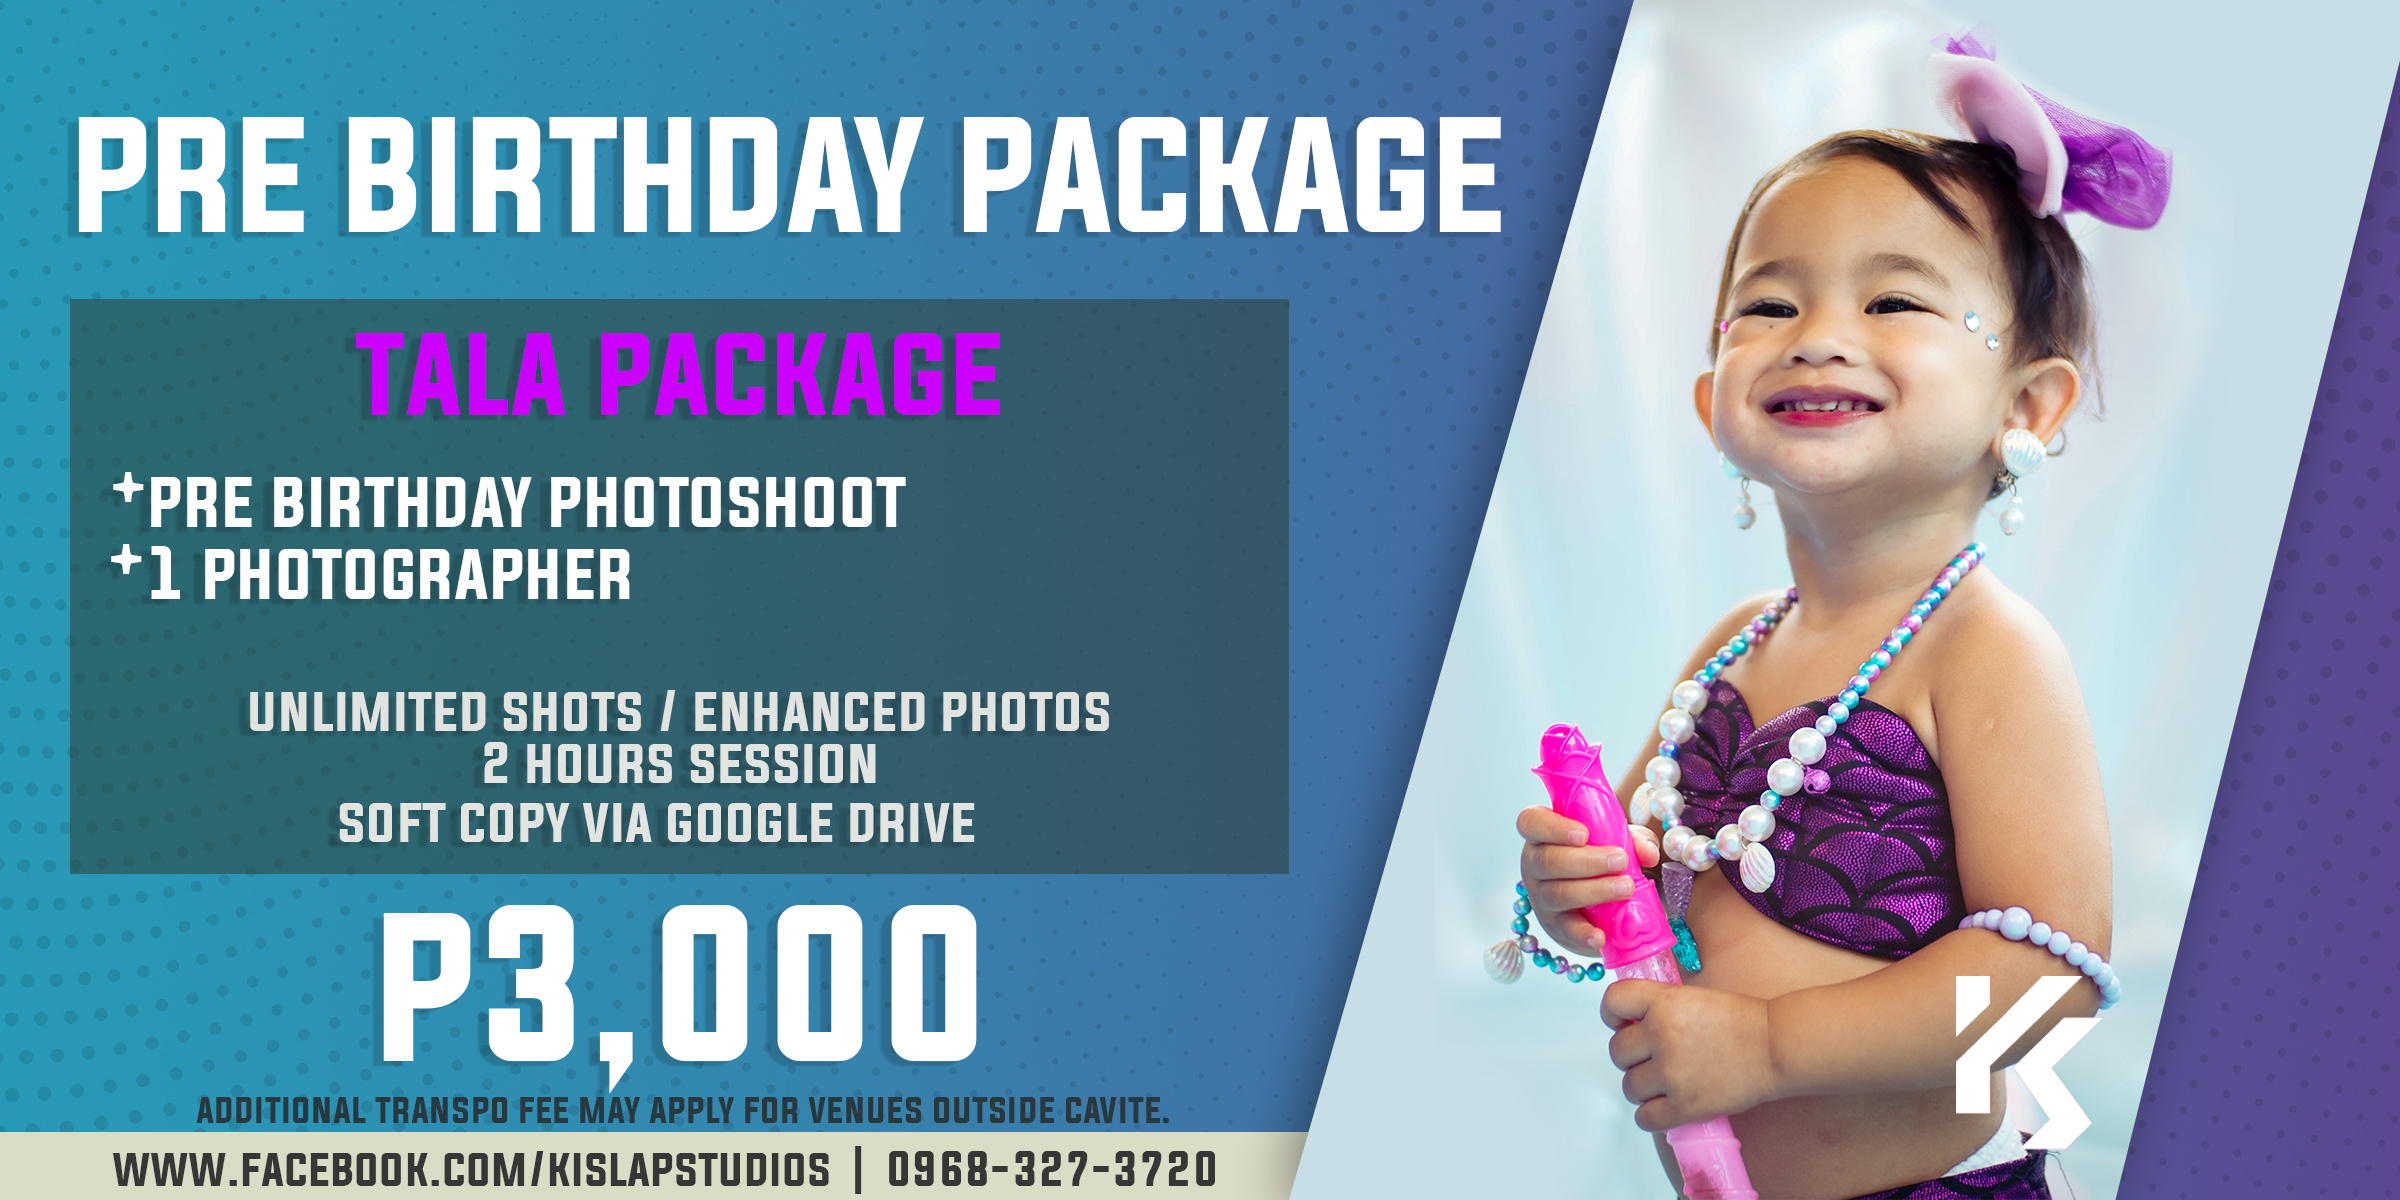 PRE BIRTHDAY PACKAGE
TALA PACKAGE
+PRE BIRTHDAY PHOTOSHOOT
+1 PHOTOGRAPHER
UNLIMITED SHOTS / ENHANCED PHOTOS
2 HOURS SESSION
SOFT COPY VIA GOOGLE DRIVE
P3,000
ADDITIONAL TRANSPO FEE MAY APPLY FOR VENUES OUTSIDE CAVITE.
WWW.FACEBOOK.COM/KISLAPSTUDIOS | 0968-327-3720
KS